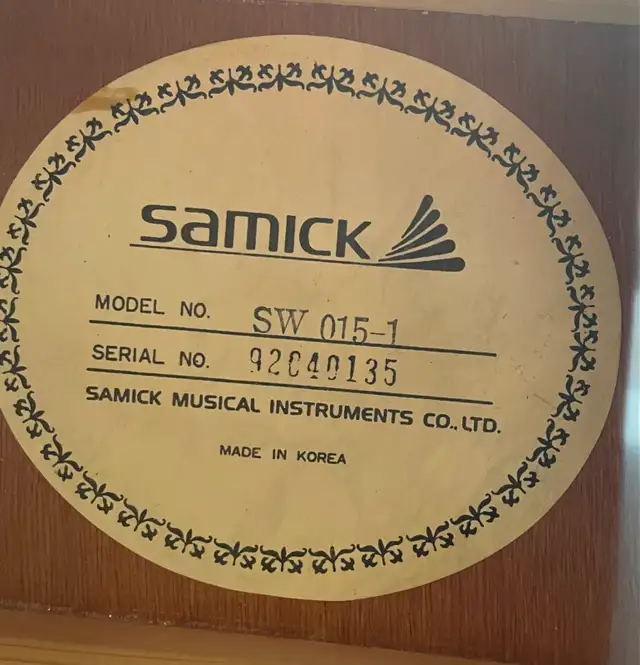 SAMICK
MODEL NO. SW 015-1
SERIAL NO. 92040135
SAMICK MUSICAL INSTRUMENTS CO., LTD.
MADE IN KOREA